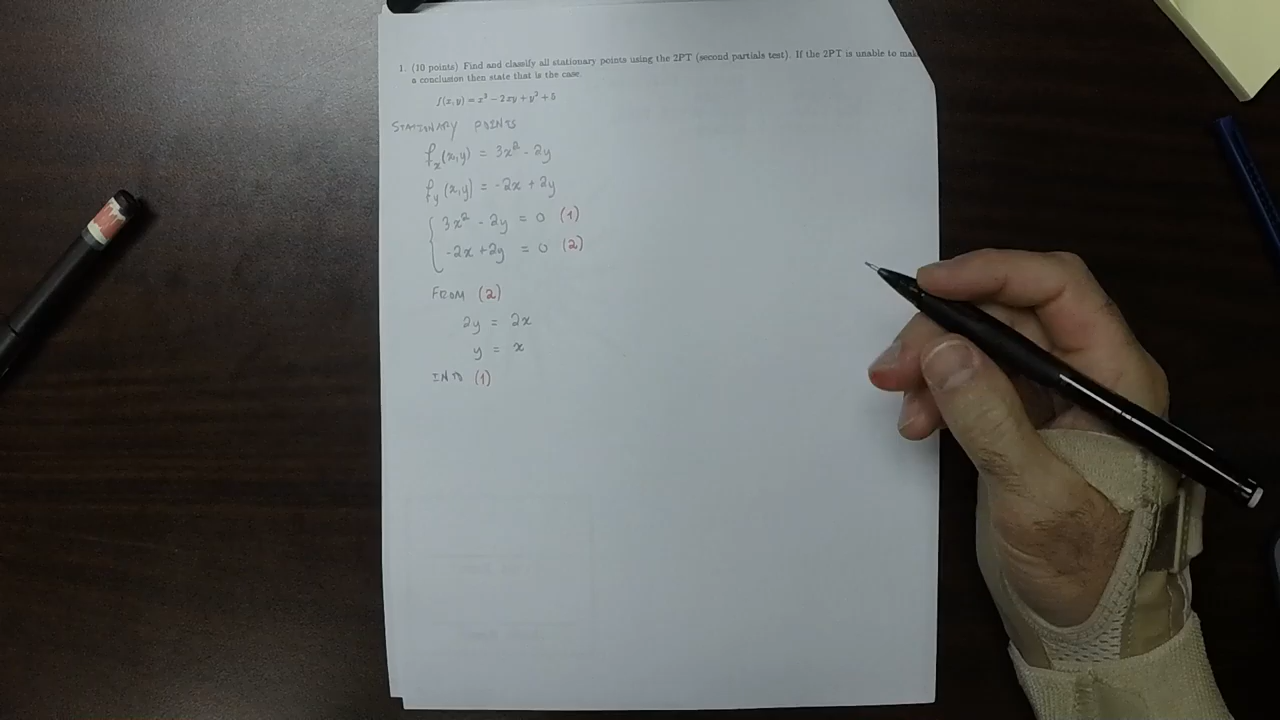 1. (10 points) Find and classify all stationary points using the 2PT (second partials test). If the 2PT is unable to mak
a conclusion then state that is the case.
f(x, y) = x³ − 2xy + y² + 5
STATIONARY POINTS
fₓ(x,y) = 3x² - 2y
f_y(x,y) = -2x + 2y
3x² - 2y = 0 (1)
-2x + 2y = 0 (2)
FROM (2)
2y = 2x
y = x
INTO (1)